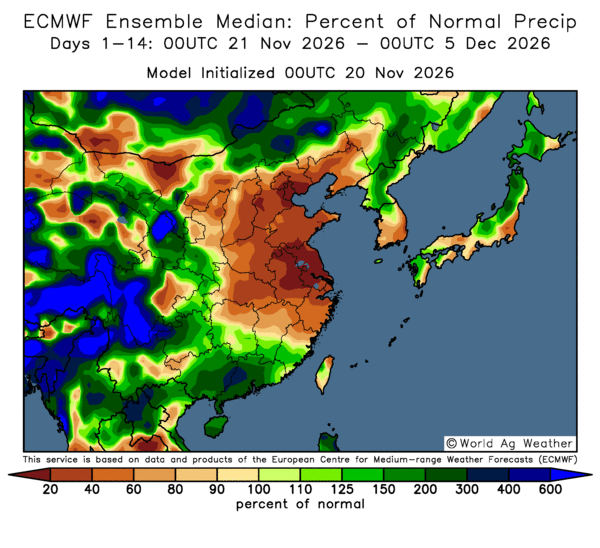 ECMWF Ensemble Median: Percent of Normal Precip
Days 1-14: 00UTC 21 Nov 2026 - 00UTC 5 Dec 2026
Model Initialized 00UTC 20 Nov 2026
© World Ag Weather
This service is based on data and products of the European Centre for Medium-range Weather Forecasts (ECMWF)
20 40 60 80 90 100 110 125 150 200 300 400 600
percent of normal